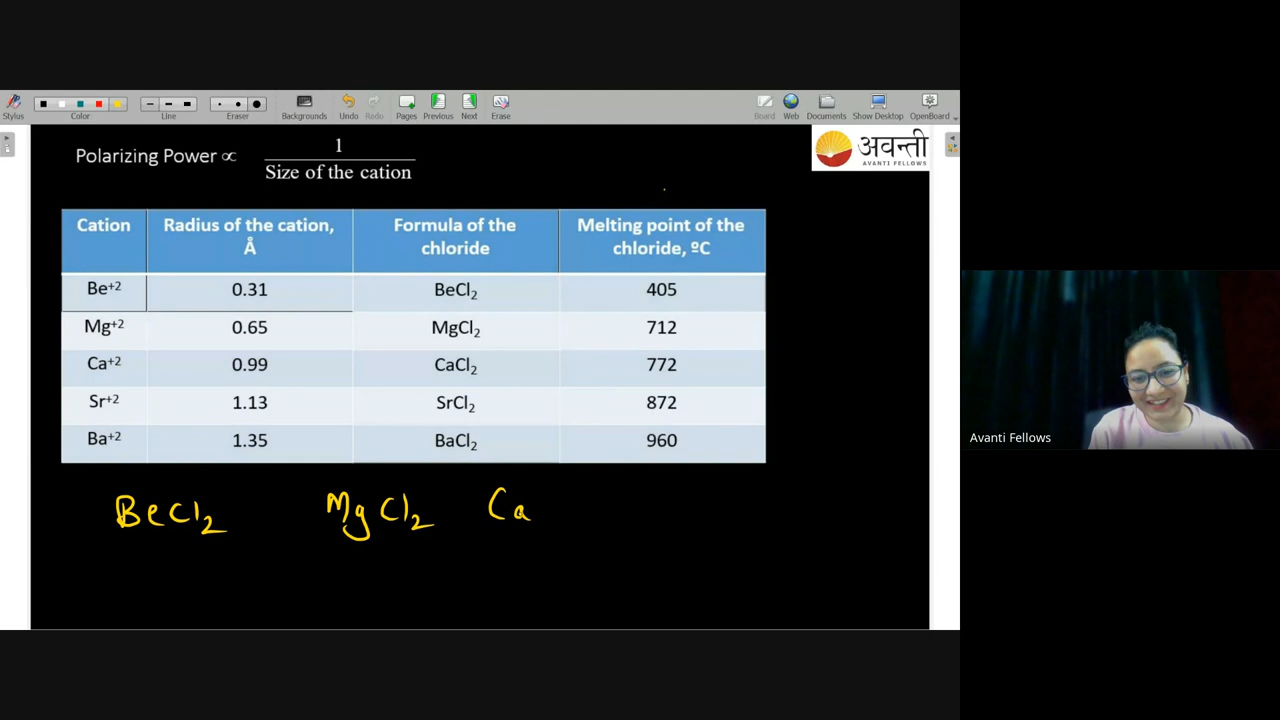 Stylus Color Line Eraser Backgrounds Undo Redo Pages Previous Next Erase Board Web Documents Show Desktop OpenBoard
Polarizing Power ∝ 1
Size of the cation
अवन्ती
AVANTI FELLOWS
Cation Radius of the cation, Å Formula of the chloride Melting point of the chloride, ºC
Be⁺² 0.31 BeCl₂ 405
Mg⁺² 0.65 MgCl₂ 712
Ca⁺² 0.99 CaCl₂ 772
Sr⁺² 1.13 SrCl₂ 872
Ba⁺² 1.35 BaCl₂ 960
BeCl₂ MgCl₂ Ca
Avanti Fellows